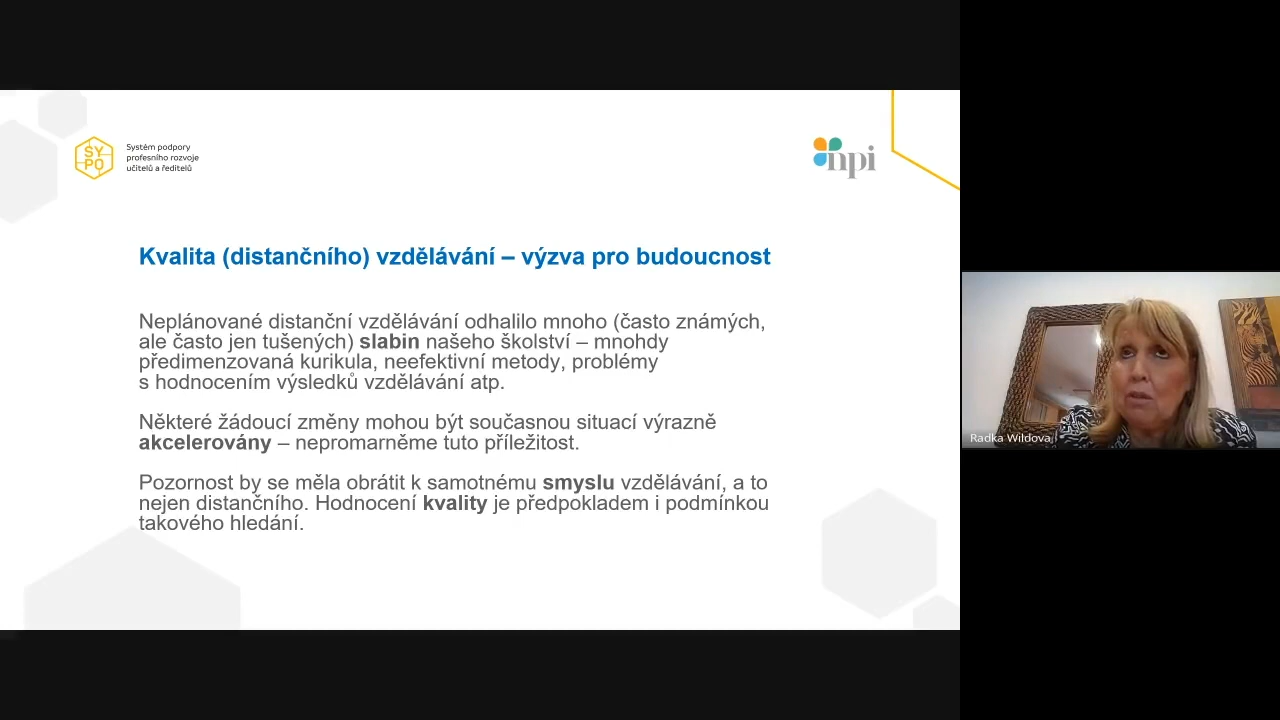 SY
PO
Systém podpory
profesního rozvoje
učitelů a ředitelů
npi
Kvalita (distančního) vzdělávání – výzva pro budoucnost
Neplánované distanční vzdělávání odhalilo mnoho (často známých,
ale často jen tušených) slabin našeho školství – mnohdy
předimenzovaná kurikula, neefektivní metody, problémy
s hodnocením výsledků vzdělávání atp.
Některé žádoucí změny mohou být současnou situací výrazně
akcelerovány – nepromarněme tuto příležitost.
Pozornost by se měla obrátit k samotnému smyslu vzdělávání, a to
nejen distančního. Hodnocení kvality je předpokladem i podmínkou
takového hledání.
Radka Wildova